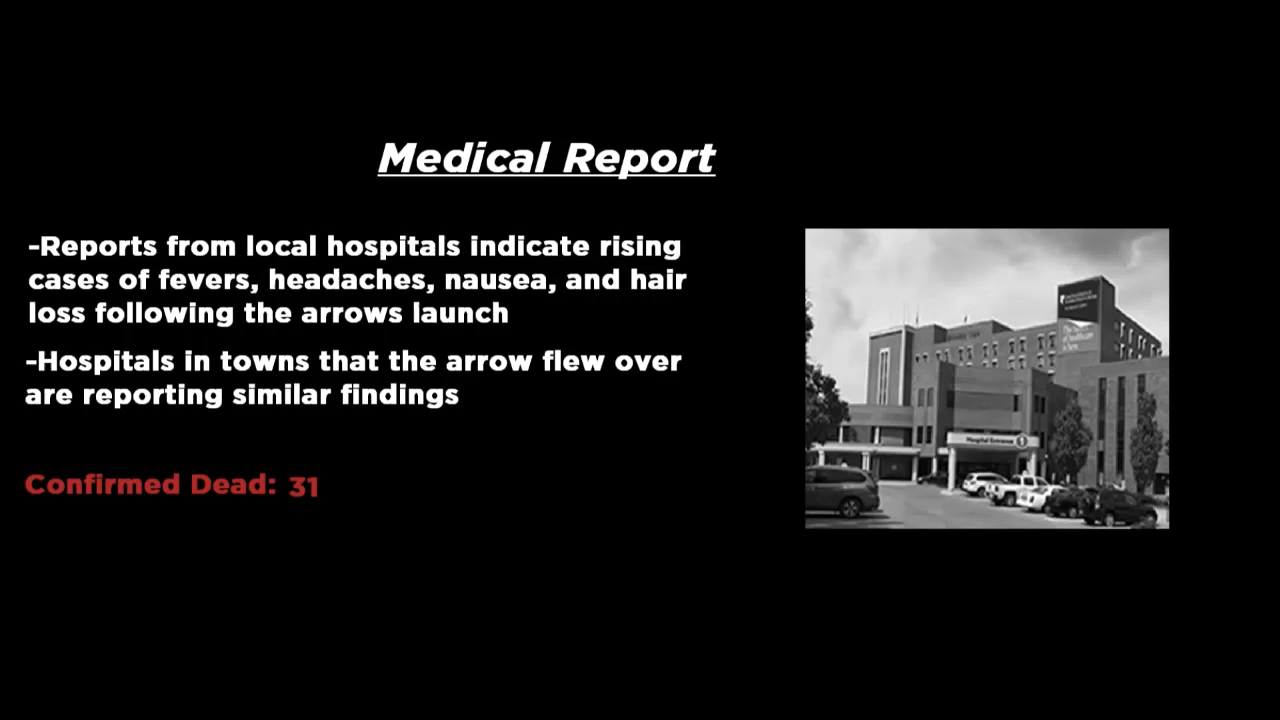 Medical Report
-Reports from local hospitals indicate rising
cases of fevers, headaches, nausea, and hair
loss following the arrows launch
-Hospitals in towns that the arrow flew over
are reporting similar findings
Confirmed Dead: 31
Hospital Entrance 1